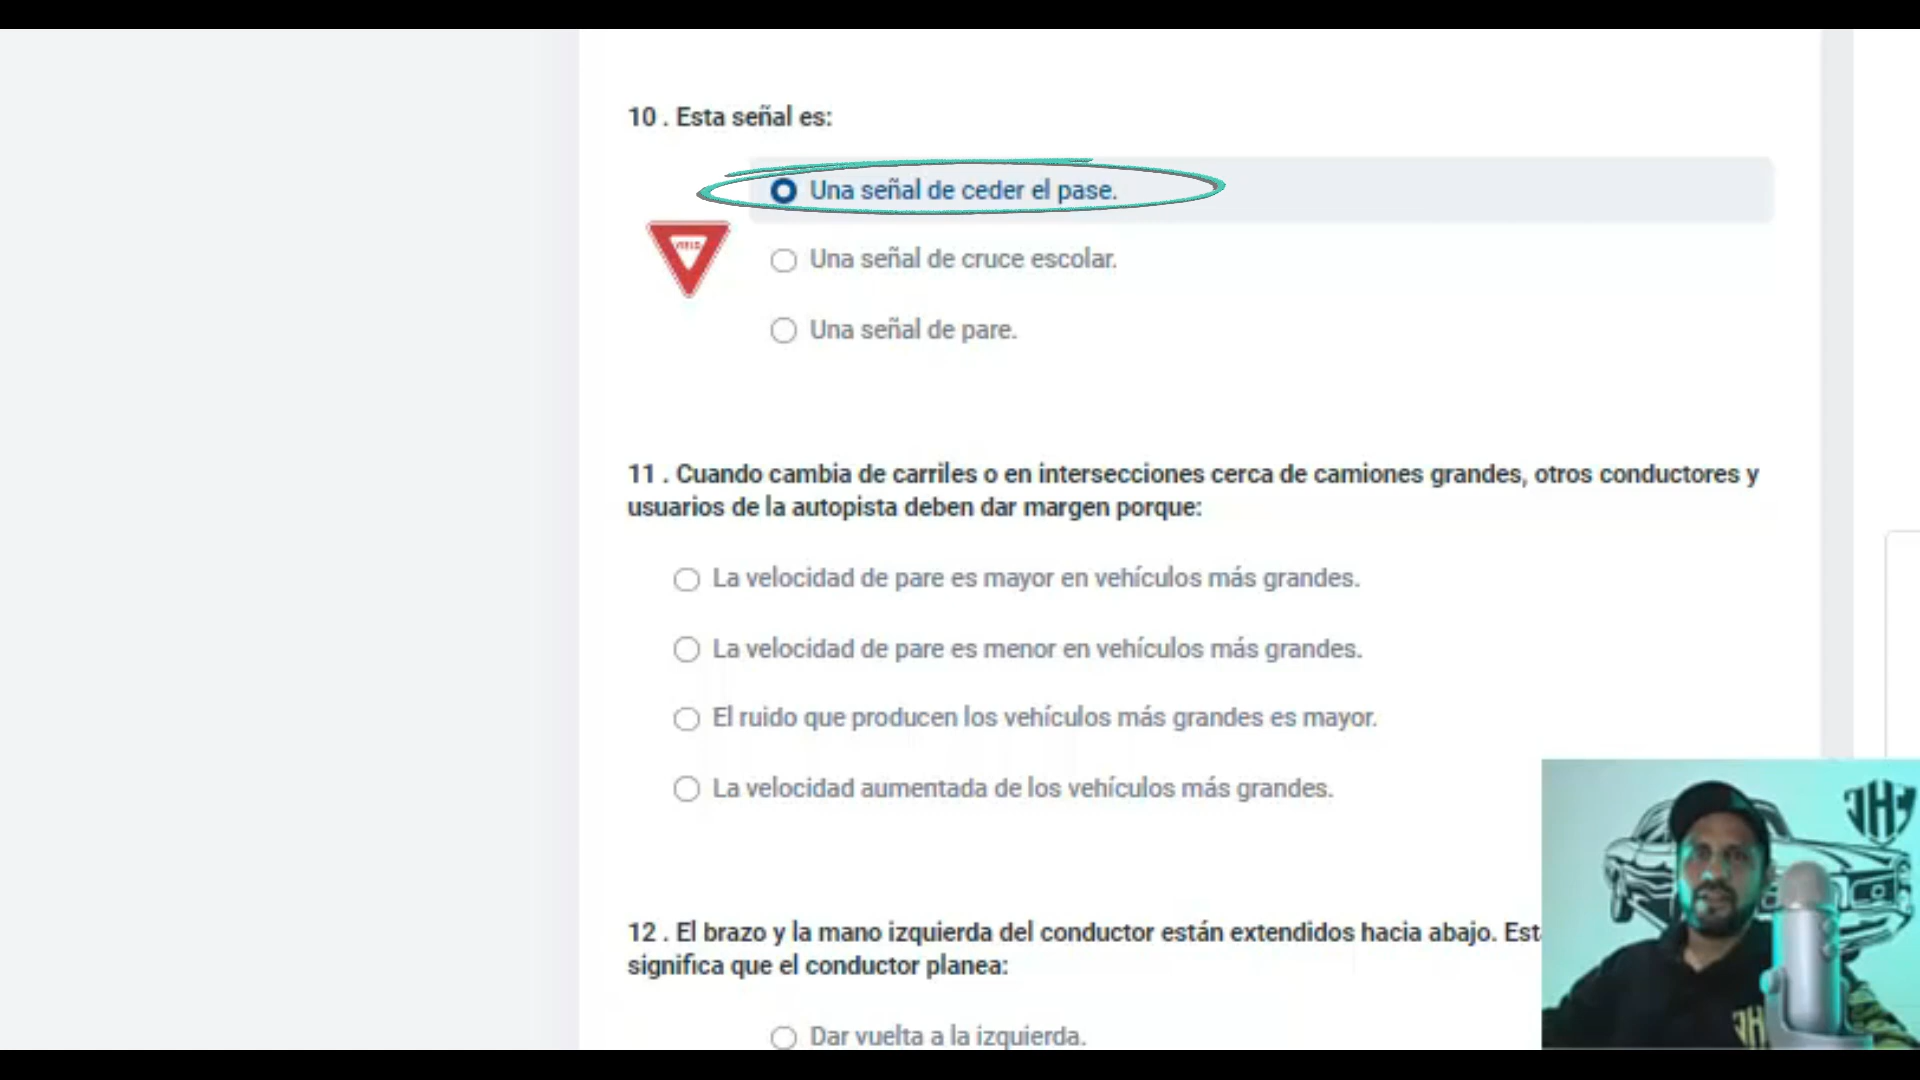 10 . Esta señal es:
Una señal de ceder el pase.
YIELD
Una señal de cruce escolar.
Una señal de pare.
11 . Cuando cambia de carriles o en intersecciones cerca de camiones grandes, otros conductores y
usuarios de la autopista deben dar margen porque:
La velocidad de pare es mayor en vehículos más grandes.
La velocidad de pare es menor en vehículos más grandes.
El ruido que producen los vehículos más grandes es mayor.
La velocidad aumentada de los vehículos más grandes.
JHS
12 . El brazo y la mano izquierda del conductor están extendidos hacia abajo. Est
significa que el conductor planea:
JH
Dar vuelta a la izquierda.